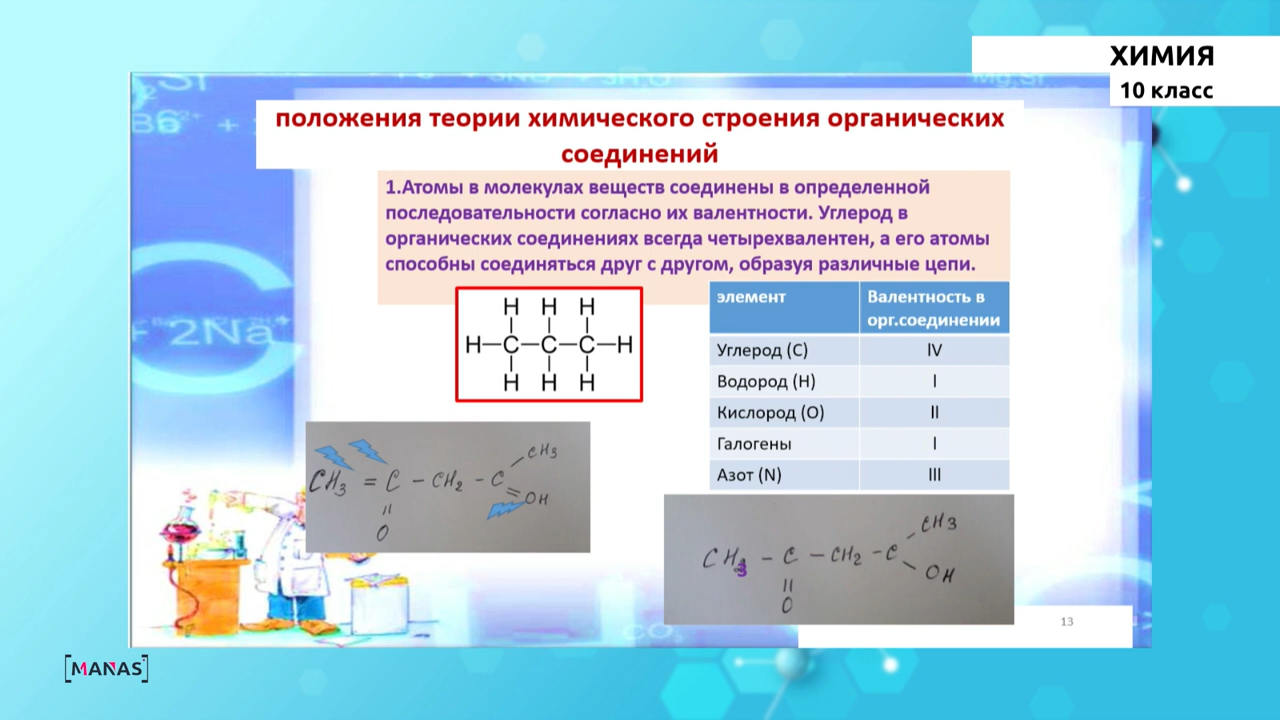 ХИМИЯ
10 класс
положения теории химического строения органических
соединений
1.Атомы в молекулах веществ соединены в определенной
последовательности согласно их валентности. Углерод в
органических соединениях всегда четырехвалентен, а его атомы
способны соединяться друг с другом, образуя различные цепи.
H H H
H–C–C–C–H
H H H
элемент Валентность в
орг.соединении
Углерод (С) IV
Водород (Н) I
Кислород (О) II
Галогены I
Азот (N) III
CH3
CH3 = C – CH2 – C
= OH
||
O
CH3
CH3 – C – CH2 – C
OH
||
O
+ 2Na+
CO
13
[MANAS]